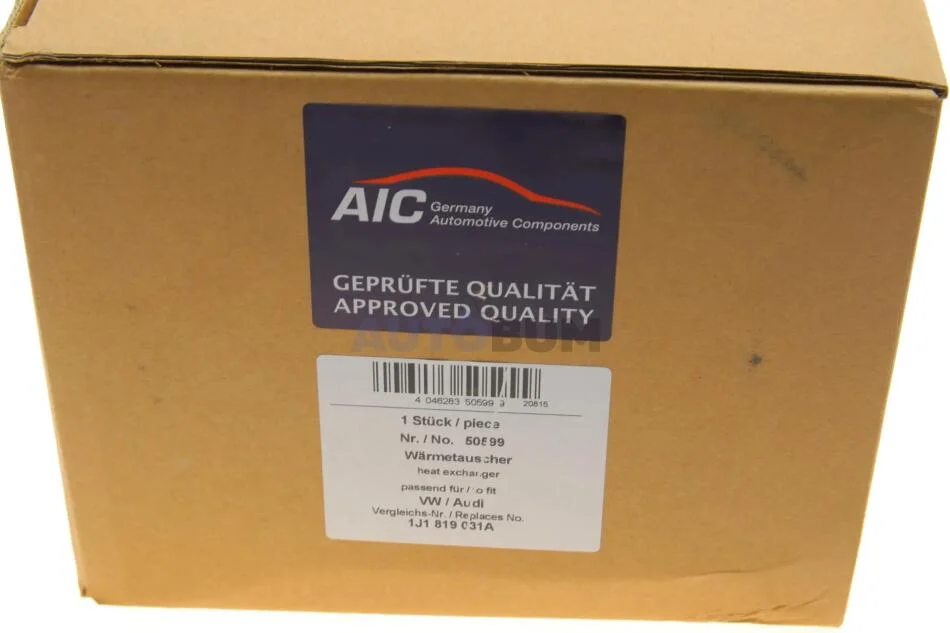 AIC Germany
Automotive Components
GEPRÜFTE QUALITÄT
APPROVED QUALITY
AUTOBUM
4 046283 50599 9 20815
1 Stück / piece
Nr. / No. 50599
Wärmetauscher
heat exchanger
passend für / to fit
VW / Audi
Vergleichs-Nr. / Replaces No.
1J1 819 031A